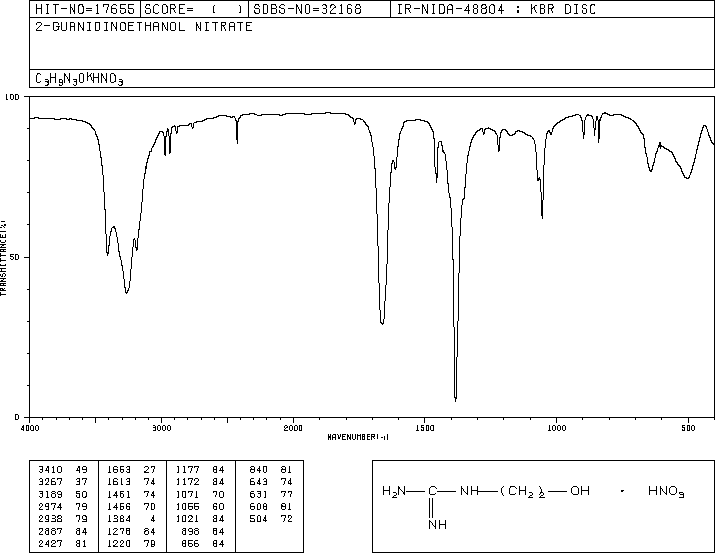 HIT-NO=17655 SCORE= ( ) SDBS-NO=32168 IR-NIDA-48804 : KBR DISC
2-GUANIDINOETHANOL NITRATE
C3H9N3O*HNO3
100
TRANSMITTANCE(%)
50
0
4000 3000 2000 1500 1000 500
WAVENUMBER(-1)
3410 49 1663 27 1177 84 840 81
3267 37 1613 74 1172 84 643 74
3189 50 1461 74 1071 70 631 77
2974 79 1456 70 1055 60 608 81
2938 79 1384 4 1021 84 504 72
2887 84 1278 84 898 84
2427 81 1220 79 856 84
H2N—C—NH—(CH2)2—OH · HNO3
NH